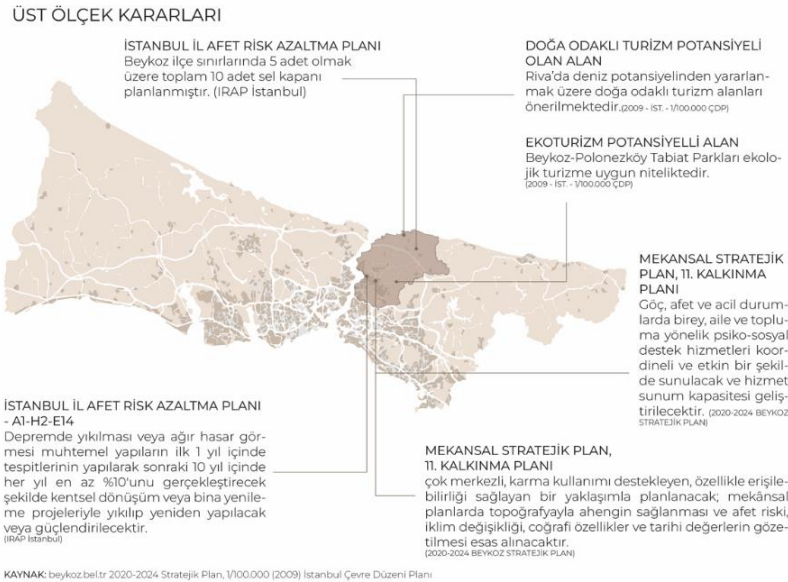 ÜST ÖLÇEK KARARLARI
İSTANBUL İL AFET RİSK AZALTMA PLANI
Beykoz ilçe sınırlarında 5 adet olmak
üzere toplam 10 adet sel kapanı
planlanmıştır. (IRAP İstanbul)
DOĞA ODAKLI TURİZM POTANSİYELİ
OLAN ALAN
Riva'da deniz potansiyelinden yararlan-
mak üzere doğa odaklı turizm alanları
önerilmektedir.(2009 - İST. - 1/100.000 ÇDP)
EKOTURİZM POTANSİYELLİ ALAN
Beykoz-Polonezköy Tabiat Parkları ekolo-
jik turizme uygun niteliktedir.
(2009 - İST. - 1/100.000 ÇDP)
MEKANSAL STRATEJİK
PLAN, 11. KALKINMA
PLANI
Göç, afet ve acil durum-
larda birey, aile ve toplu-
ma yönelik psiko-sosyal
destek hizmetleri koor-
dineli ve etkin bir şekil-
de sunulacak ve hizmet
sunum kapasitesi geliş-
tirilecektir. (2020-2024 BEYKOZ
STRATEJİK PLAN)
İSTANBUL İL AFET RİSK AZALTMA PLANI
- A1-H2-E14
Depremde yıkılması veya ağır hasar gör-
mesi muhtemel yapıların ilk 1 yıl içinde
tespitlerinin yapılarak sonraki 10 yıl içinde
her yıl en az %10'unu gerçekleştirecek
şekilde kentsel dönüşüm veya bina yenile-
me projeleriyle yıkılıp yeniden yapılacak
veya güçlendirilecektir.
(IRAP İstanbul)
MEKANSAL STRATEJİK PLAN,
11. KALKINMA PLANI
çok merkezli, karma kullanımı destekleyen, özellikle erişile-
bilirliği sağlayan bir yaklaşımla planlanacak; mekânsal
planlarda topoğrafyayla ahengin sağlanması ve afet riski,
iklim değişikliği, coğrafi özellikler ve tarihi değerlerin göze-
tilmesi esas alınacaktır.
(2020-2024 BEYKOZ STRATEJİK PLAN)
KAYNAK: beykoz.bel.tr 2020-2024 Stratejik Plan, 1/100.000 (2009) İstanbul Çevre Düzeni Planı